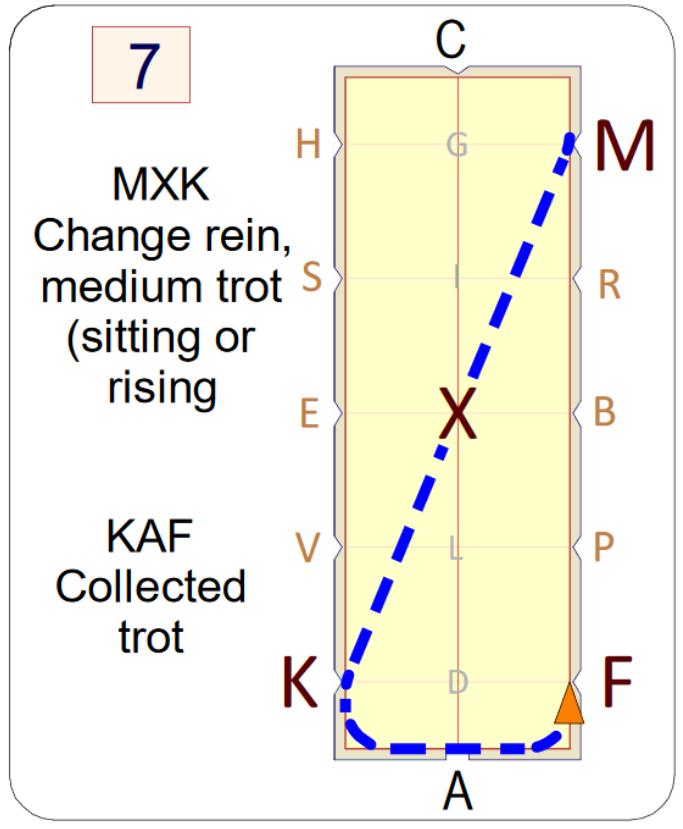 7
C
H G M
MXK
Change rein,
medium trot
(sitting or
rising
S I R
E X B
KAF
Collected
trot
V L P
K D F
A